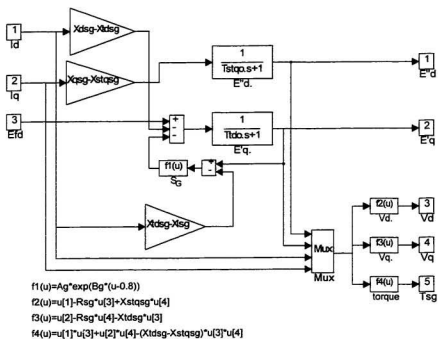 1
Id
Xdsg-Xtdsg
2
Iq
Xqsg-Xstqsg
3
Efd
1
Tstqo.s+1
E"d.
1
E"d
+
-
-
1
Ttdo.s+1
E'q.
2
E'q
f1(u)
SG
+
-
Xtdsg-Xlsg
Mux
Mux
f2(u)
Vd.
3
Vd
f3(u)
Vq.
4
Vq
f4(u)
torque
5
Tsg
f1(u)=Ag*exp(Bg*(u-0.8))
f2(u)=u[1]-Rsg*u[3]+Xstqsg*u[4]
f3(u)=u[2]-Rsg*u[4]-Xtdsg*u[3]
f4(u)=u[1]*u[3]+u[2]*u[4]-(Xtdsg-Xstqsg)*u[3]*u[4]